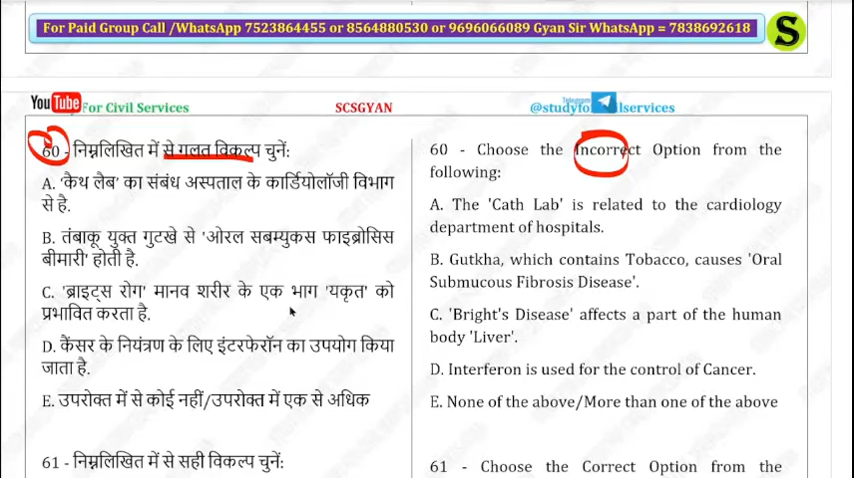 For Paid Group Call /WhatsApp 7523864455 or 8564880530 or 9696066089 Gyan Sir WhatsApp = 7838692618
S
YouTube For Civil Services
SCSGYAN
Telegram
@studyfo lservices
60 - निम्नलिखित में से गलत विकल्प चुनें:
A. 'कैथ लैब' का संबंध अस्पताल के कार्डियोलॉजी विभाग
से है.
B. तंबाकू युक्त गुटखे से 'ओरल सबम्युकस फाइब्रोसिस
बीमारी' होती है.
C. 'ब्राइट्स रोग' मानव शरीर के एक भाग 'यकृत' को
प्रभावित करता है.
D. कैंसर के नियंत्रण के लिए इंटरफेरॉन का उपयोग किया
जाता है.
E. उपरोक्त में से कोई नहीं/उपरोक्त में एक से अधिक
61 - निम्नलिखित में से सही विकल्प चुनें:
60 - Choose the Incorrect Option from the
following:
A. The 'Cath Lab' is related to the cardiology
department of hospitals.
B. Gutkha, which contains Tobacco, causes 'Oral
Submucous Fibrosis Disease'.
C. 'Bright's Disease' affects a part of the human
body 'Liver'.
D. Interferon is used for the control of Cancer.
E. None of the above/More than one of the above
61 - Choose the Correct Option from the